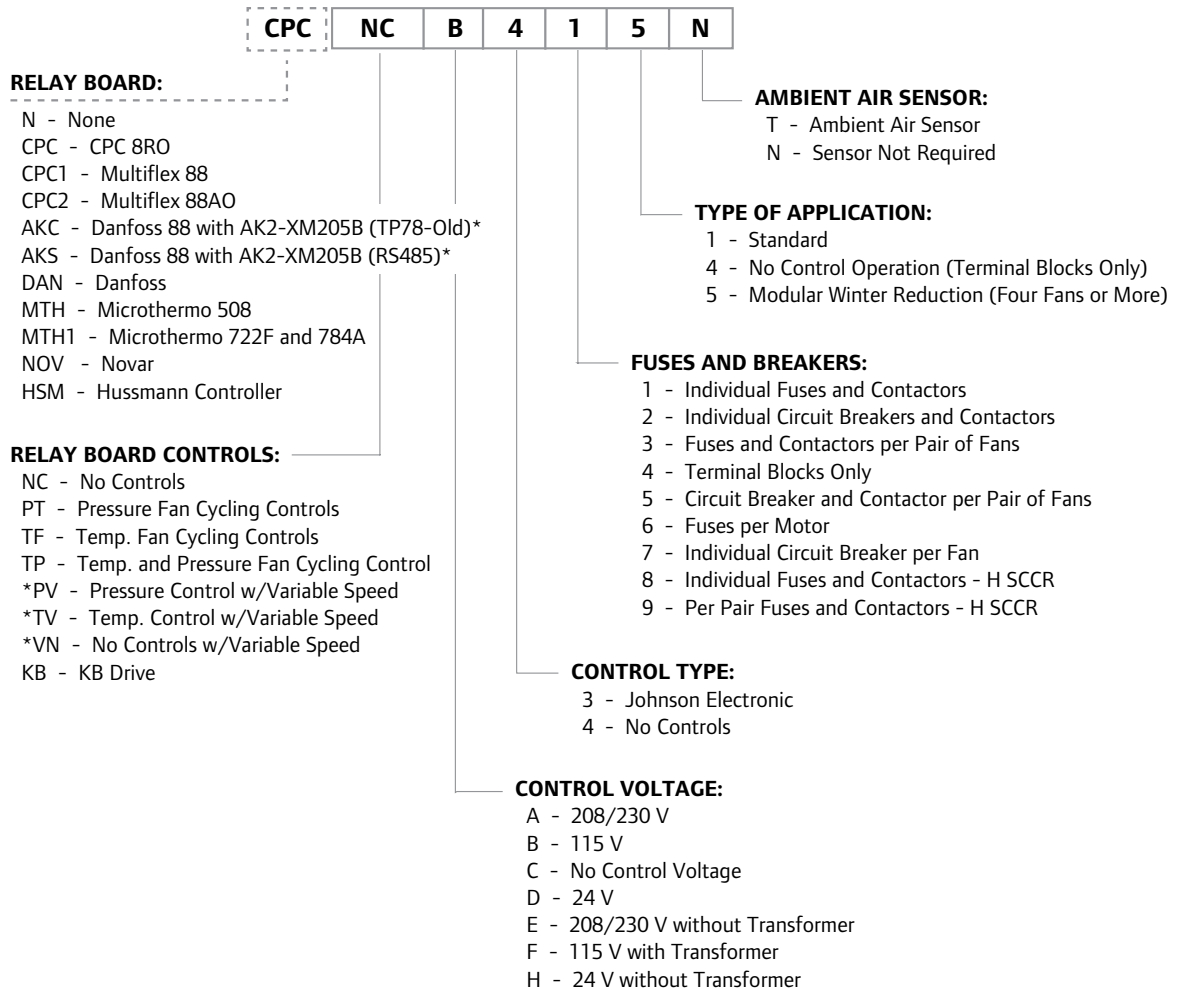 CPC NC B 4 1 5 N
RELAY BOARD:
N - None
CPC - CPC 8RO
CPC1 - Multiflex 88
CPC2 - Multiflex 88AO
AKC - Danfoss 88 with AK2-XM205B (TP78-Old)*
AKS - Danfoss 88 with AK2-XM205B (RS485)*
DAN - Danfoss
MTH - Microthermo 508
MTH1 - Microthermo 722F and 784A
NOV - Novar
HSM - Hussmann Controller
RELAY BOARD CONTROLS:
NC - No Controls
PT - Pressure Fan Cycling Controls
TF - Temp. Fan Cycling Controls
TP - Temp. and Pressure Fan Cycling Control
*PV - Pressure Control w/Variable Speed
*TV - Temp. Control w/Variable Speed
*VN - No Controls w/Variable Speed
KB - KB Drive
AMBIENT AIR SENSOR:
T - Ambient Air Sensor
N - Sensor Not Required
TYPE OF APPLICATION:
1 - Standard
4 - No Control Operation (Terminal Blocks Only)
5 - Modular Winter Reduction (Four Fans or More)
FUSES AND BREAKERS:
1 - Individual Fuses and Contactors
2 - Individual Circuit Breakers and Contactors
3 - Fuses and Contactors per Pair of Fans
4 - Terminal Blocks Only
5 - Circuit Breaker and Contactor per Pair of Fans
6 - Fuses per Motor
7 - Individual Circuit Breaker per Fan
8 - Individual Fuses and Contactors - H SCCR
9 - Per Pair Fuses and Contactors - H SCCR
CONTROL TYPE:
3 - Johnson Electronic
4 - No Controls
CONTROL VOLTAGE:
A - 208/230 V
B - 115 V
C - No Control Voltage
D - 24 V
E - 208/230 V without Transformer
F - 115 V with Transformer
H - 24 V without Transformer